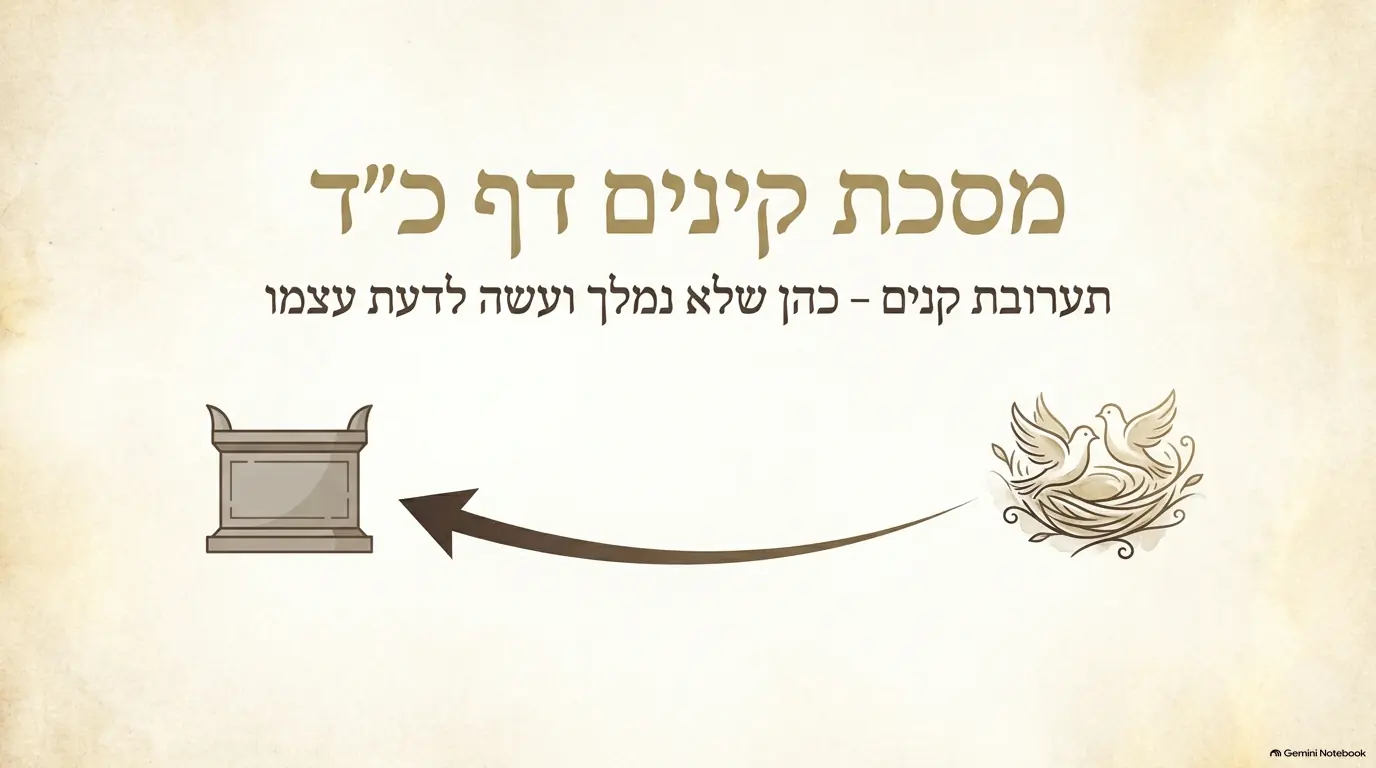 מסכת קינים דף כ״ד
תערובת קנים – כהן שלא נמלך ועשה לדעת עצמו
Gemini Notebook